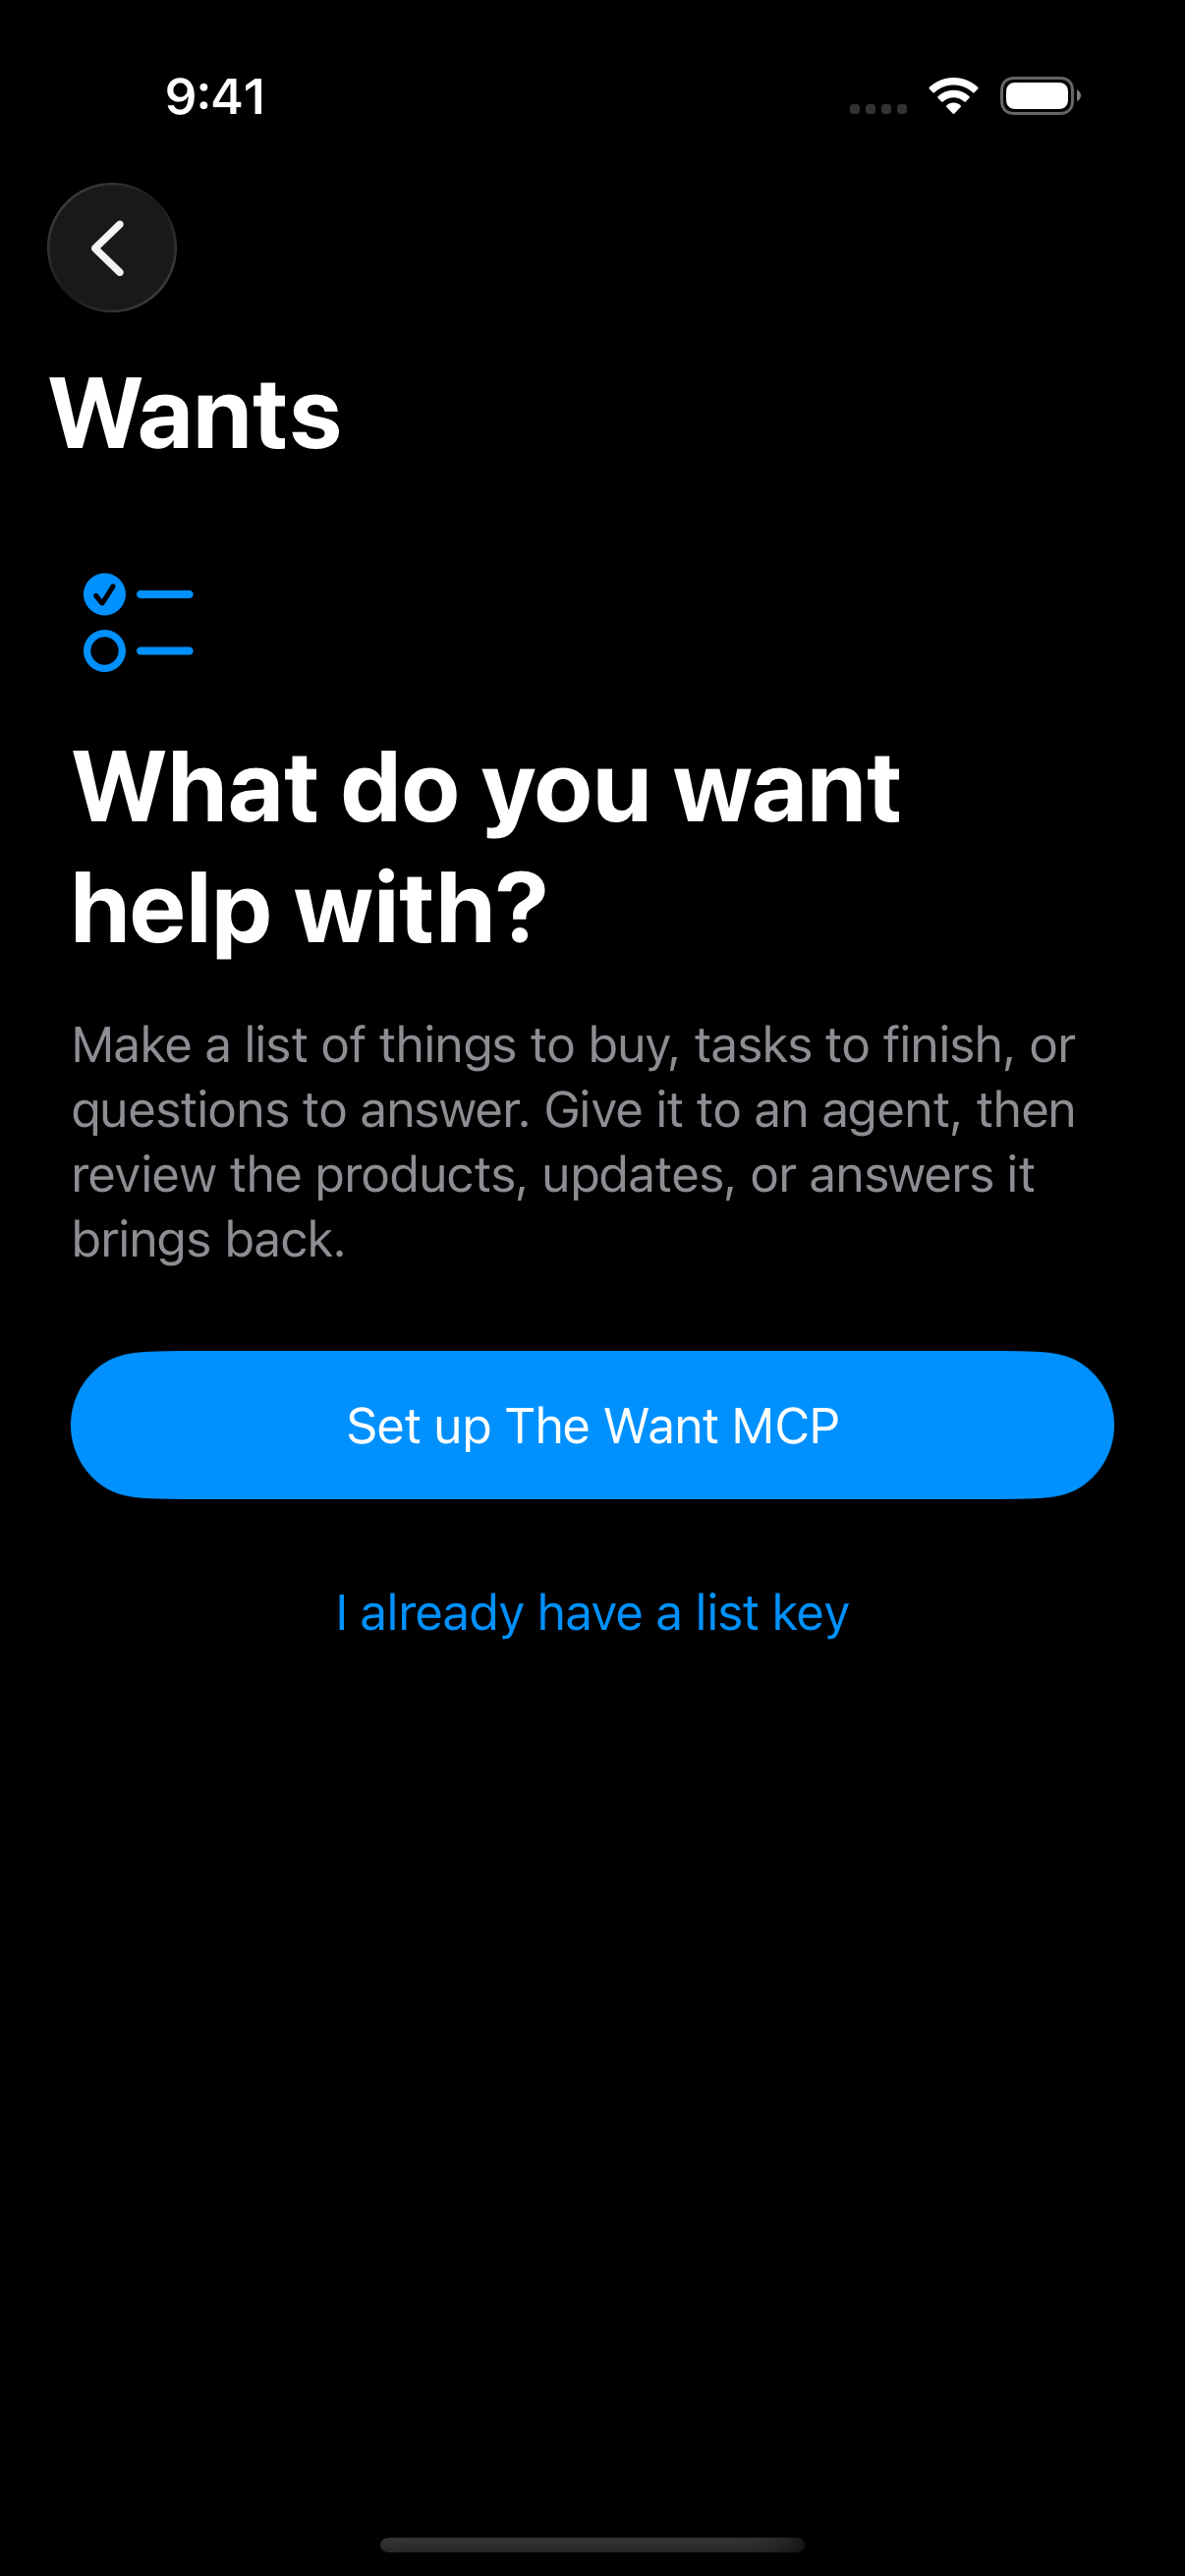 9:41
Wants
What do you want
help with?
Make a list of things to buy, tasks to finish, or
questions to answer. Give it to an agent, then
review the products, updates, or answers it
brings back.
Set up The Want MCP
I already have a list key